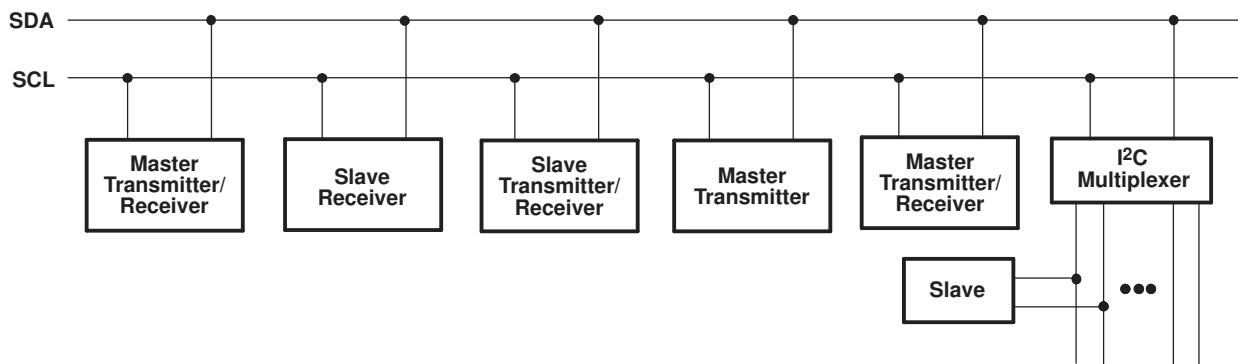 SDA
SCL
Master
Transmitter/
Receiver
Slave
Receiver
Slave
Transmitter/
Receiver
Master
Transmitter
Master
Transmitter/
Receiver
I²C
Multiplexer
Slave